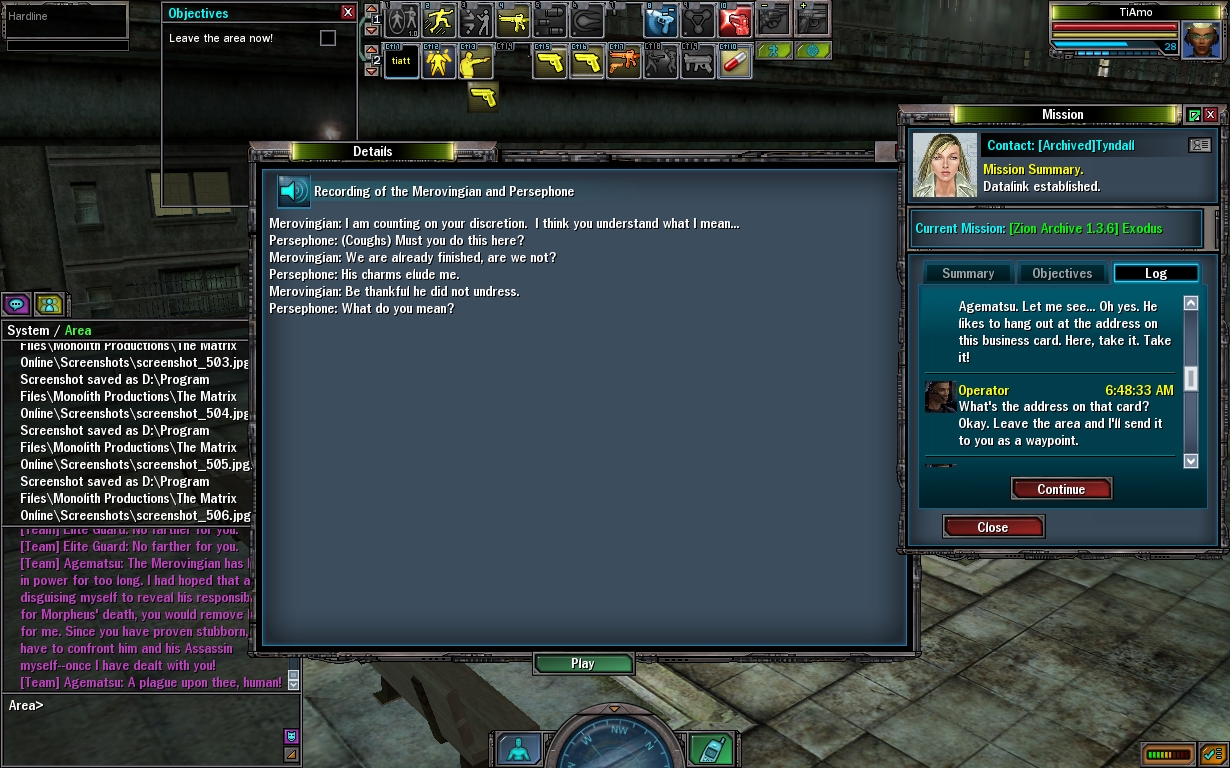 Hardline
Objectives
Leave the area now!
TiAmo
28
tiatt
Details
Recording of the Merovingian and Persephone
Merovingian: I am counting on your discretion.  I think you understand what I mean...
Persephone: (Coughs) Must you do this here?
Merovingian: We are already finished, are we not?
Persephone: His charms elude me.
Merovingian: Be thankful he did not undress.
Persephone: What do you mean?
Play
Mission
Contact: [Archived]Tyndall
Mission Summary.
Datalink established.
Current Mission: [Zion Archive 1.3.6] Exodus
Summary
Objectives
Log
Agematsu. Let me see... Oh yes. He
likes to hang out at the address on
this business card. Here, take it. Take
it!
Operator 6:48:33 AM
What's the address on that card?
Okay. Leave the area and I'll send it
to you as a waypoint.
Continue
Close
System / Area
Files\Monolith Productions\The Matrix
Online\Screenshots\screenshot_503.jpg
Screenshot saved as D:\Program
Files\Monolith Productions\The Matrix
Online\Screenshots\screenshot_504.jpg
Screenshot saved as D:\Program
Files\Monolith Productions\The Matrix
Online\Screenshots\screenshot_505.jpg
Screenshot saved as D:\Program
Files\Monolith Productions\The Matrix
Online\Screenshots\screenshot_506.jpg
[Team] Elite Guard: No farther for you.
[Team] Elite Guard: No farther for you.
[Team] Agematsu: The Merovingian has
in power for too long. I had hoped that a
disguising myself to reveal his responsib
for Morpheus' death, you would remove
for me. Since you have proven stubborn,
have to confront him and his Assassin
myself--once I have dealt with you!
[Team] Agematsu: A plague upon thee, human!
Area>
NW
N